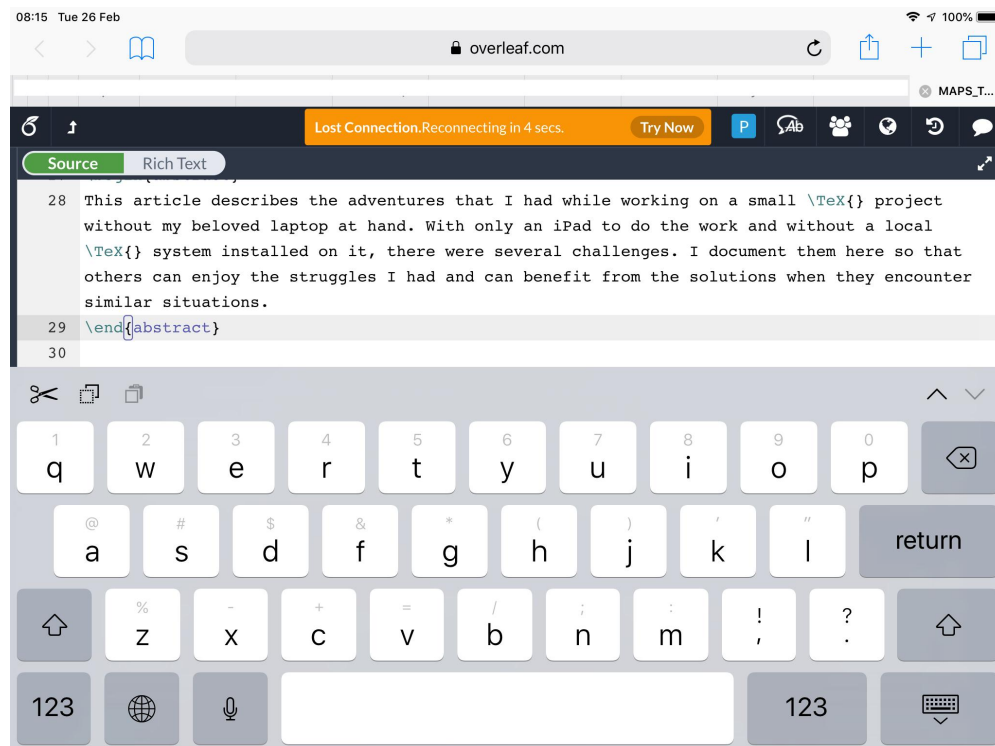 08:15 Tue 26 Feb 100%
overleaf.com
MAPS_T...
Lost Connection.Reconnecting in 4 secs. Try Now P Ab
Source Rich Text
28 This article describes the adventures that I had while working on a small \TeX{} project
without my beloved laptop at hand. With only an iPad to do the work and without a local
\TeX{} system installed on it, there were several challenges. I document them here so that
others can enjoy the struggles I had and can benefit from the solutions when they encounter
similar situations.
29 \end{abstract}
30
1 2 3 4 5 6 7 8 9 0
q w e r t y u i o p
@ # $ & * ( ) ' "
a s d f g h j k l return
% - + = / ; : ! ?
z x c v b n m , .
123 123